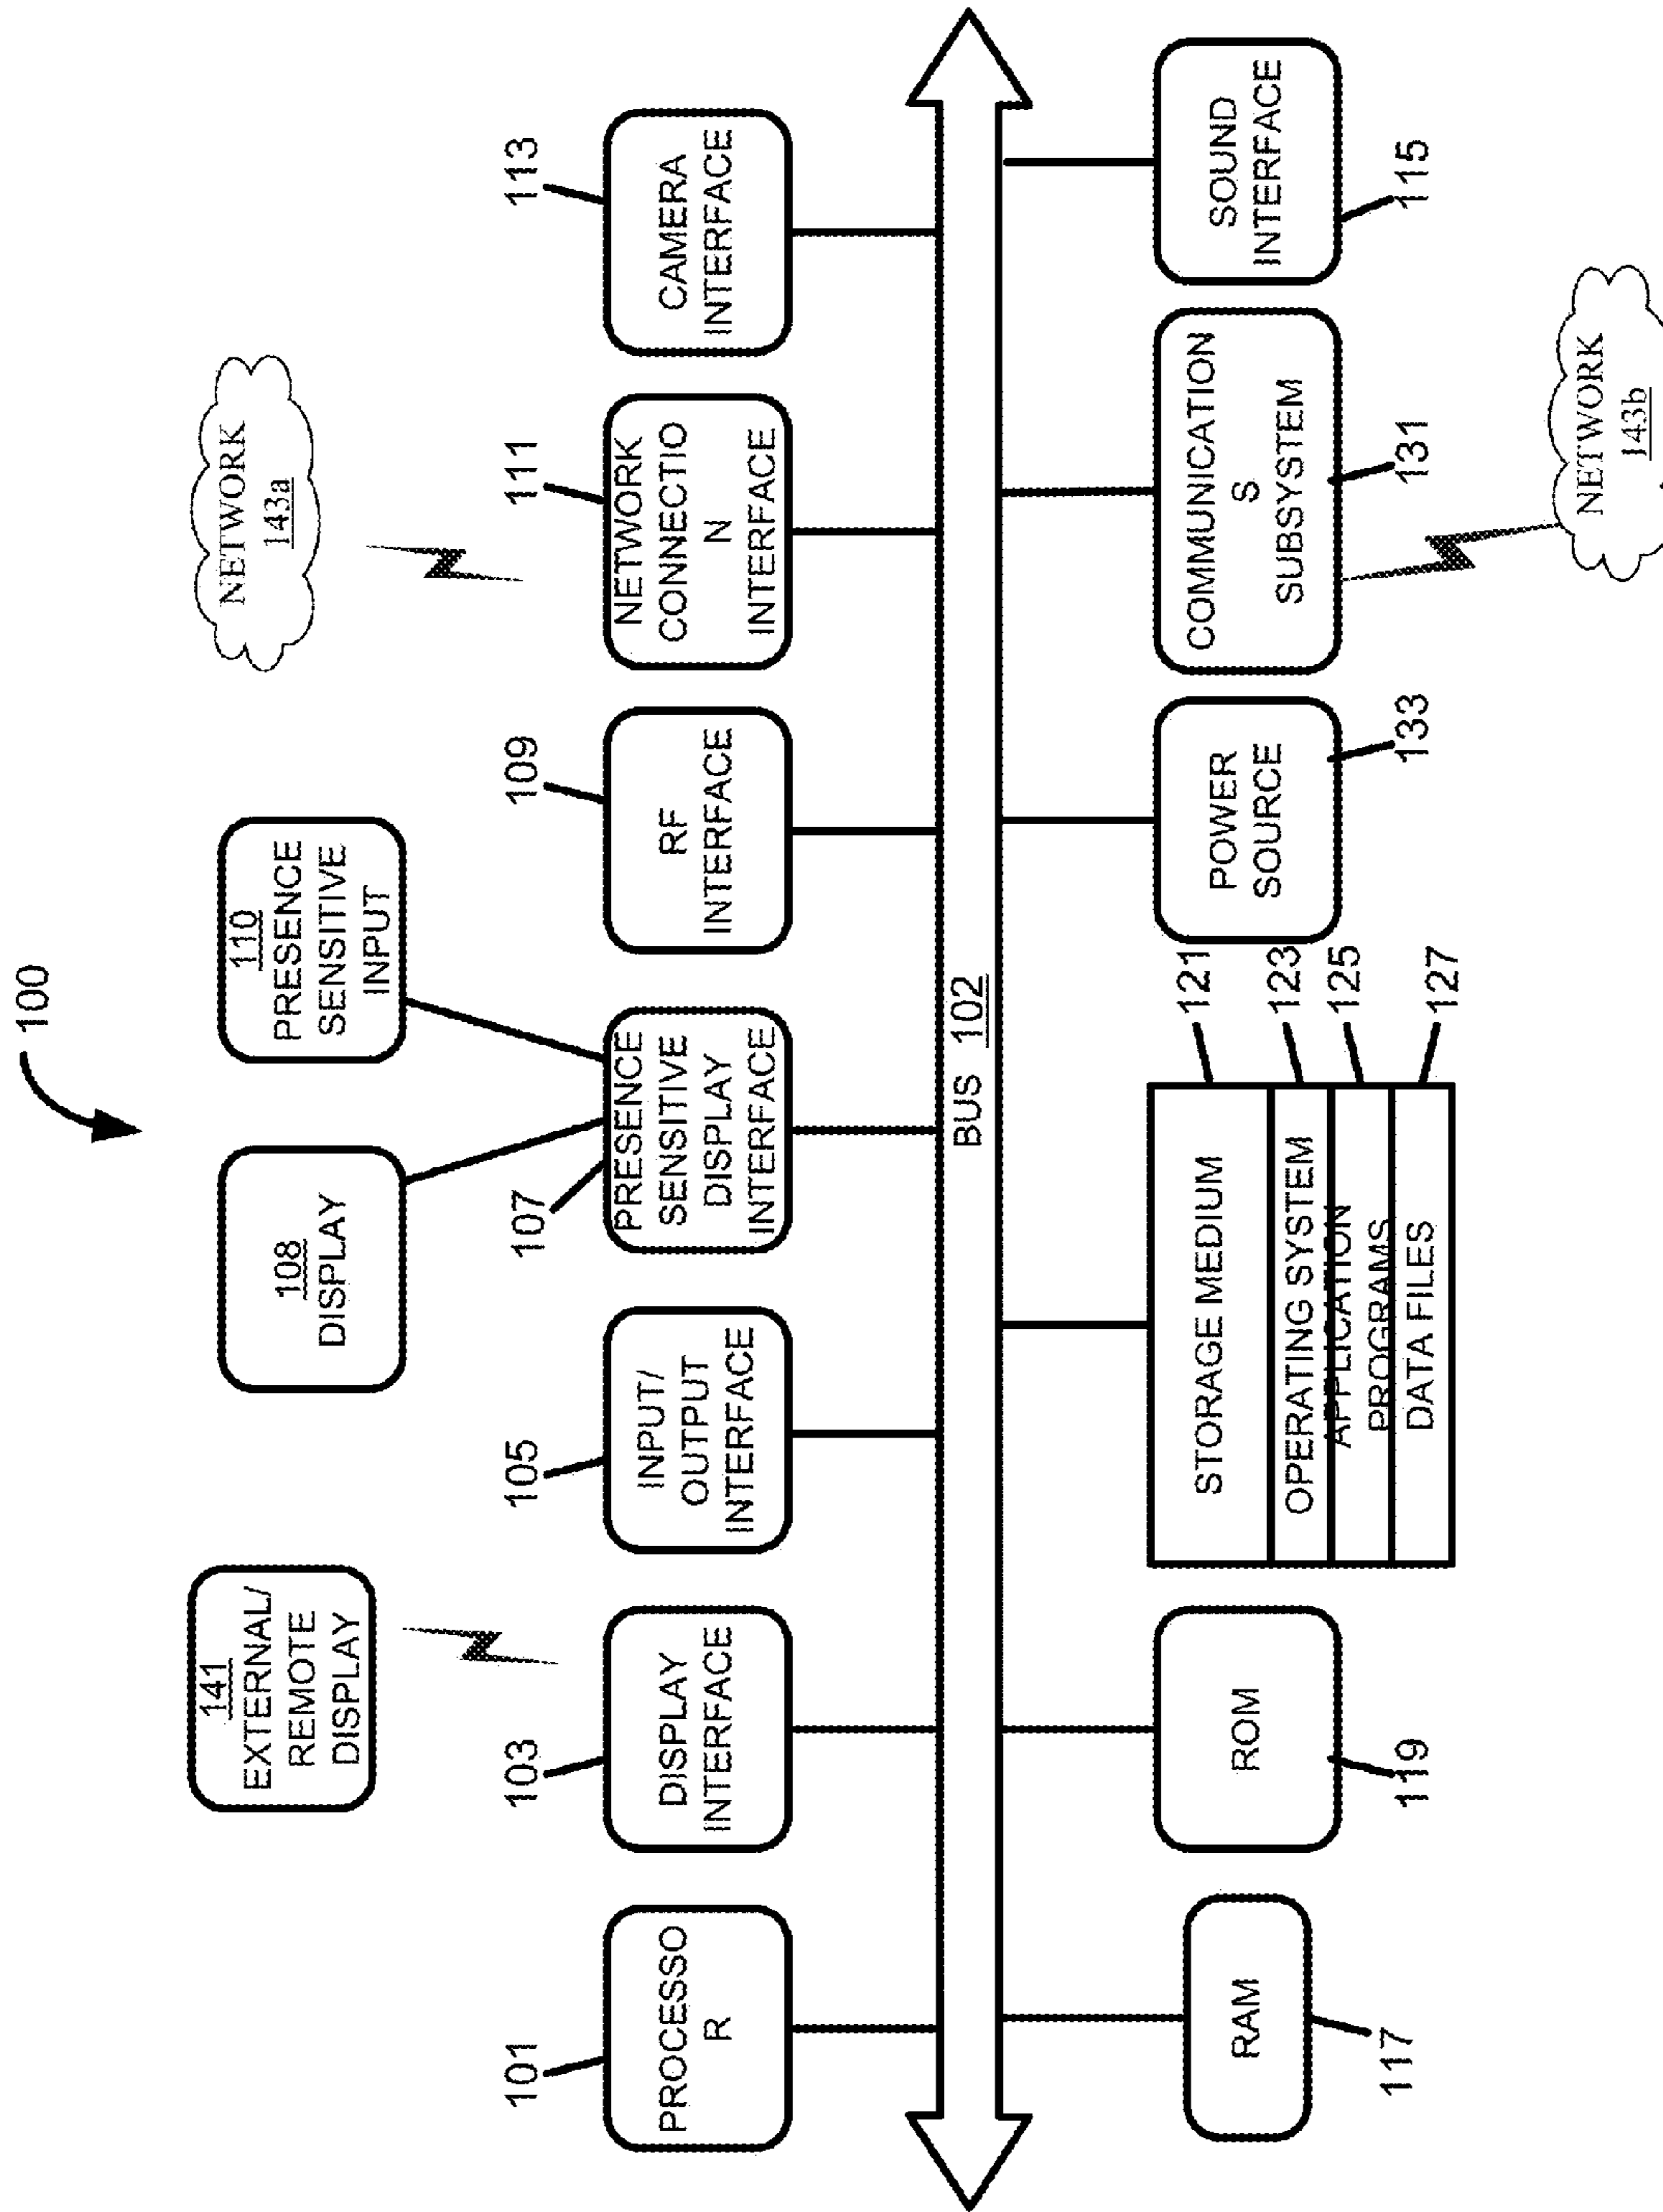 100
141
EXTERNAL/
REMOTE
DISPLAY
108
DISPLAY
110
PRESENCE
SENSITIVE
INPUT
NETWORK
143a
101
PROCESSO
R
103
DISPLAY
INTERFACE
105
INPUT/
OUTPUT
INTERFACE
107
PRESENCE
SENSITIVE
DISPLAY
INTERFACE
109
RF
INTERFACE
111
NETWORK
CONNECTIO
N
INTERFACE
113
CAMERA
INTERFACE
BUS 102
RAM
117
ROM
119
STORAGE MEDIUM
121
OPERATING SYSTEM
123
APPLICATION
PROGRAMS
125
DATA FILES
127
POWER
SOURCE
133
COMMUNICATION
S
SUBSYSTEM
131
SOUND
INTERFACE
115
NETWORK
143b